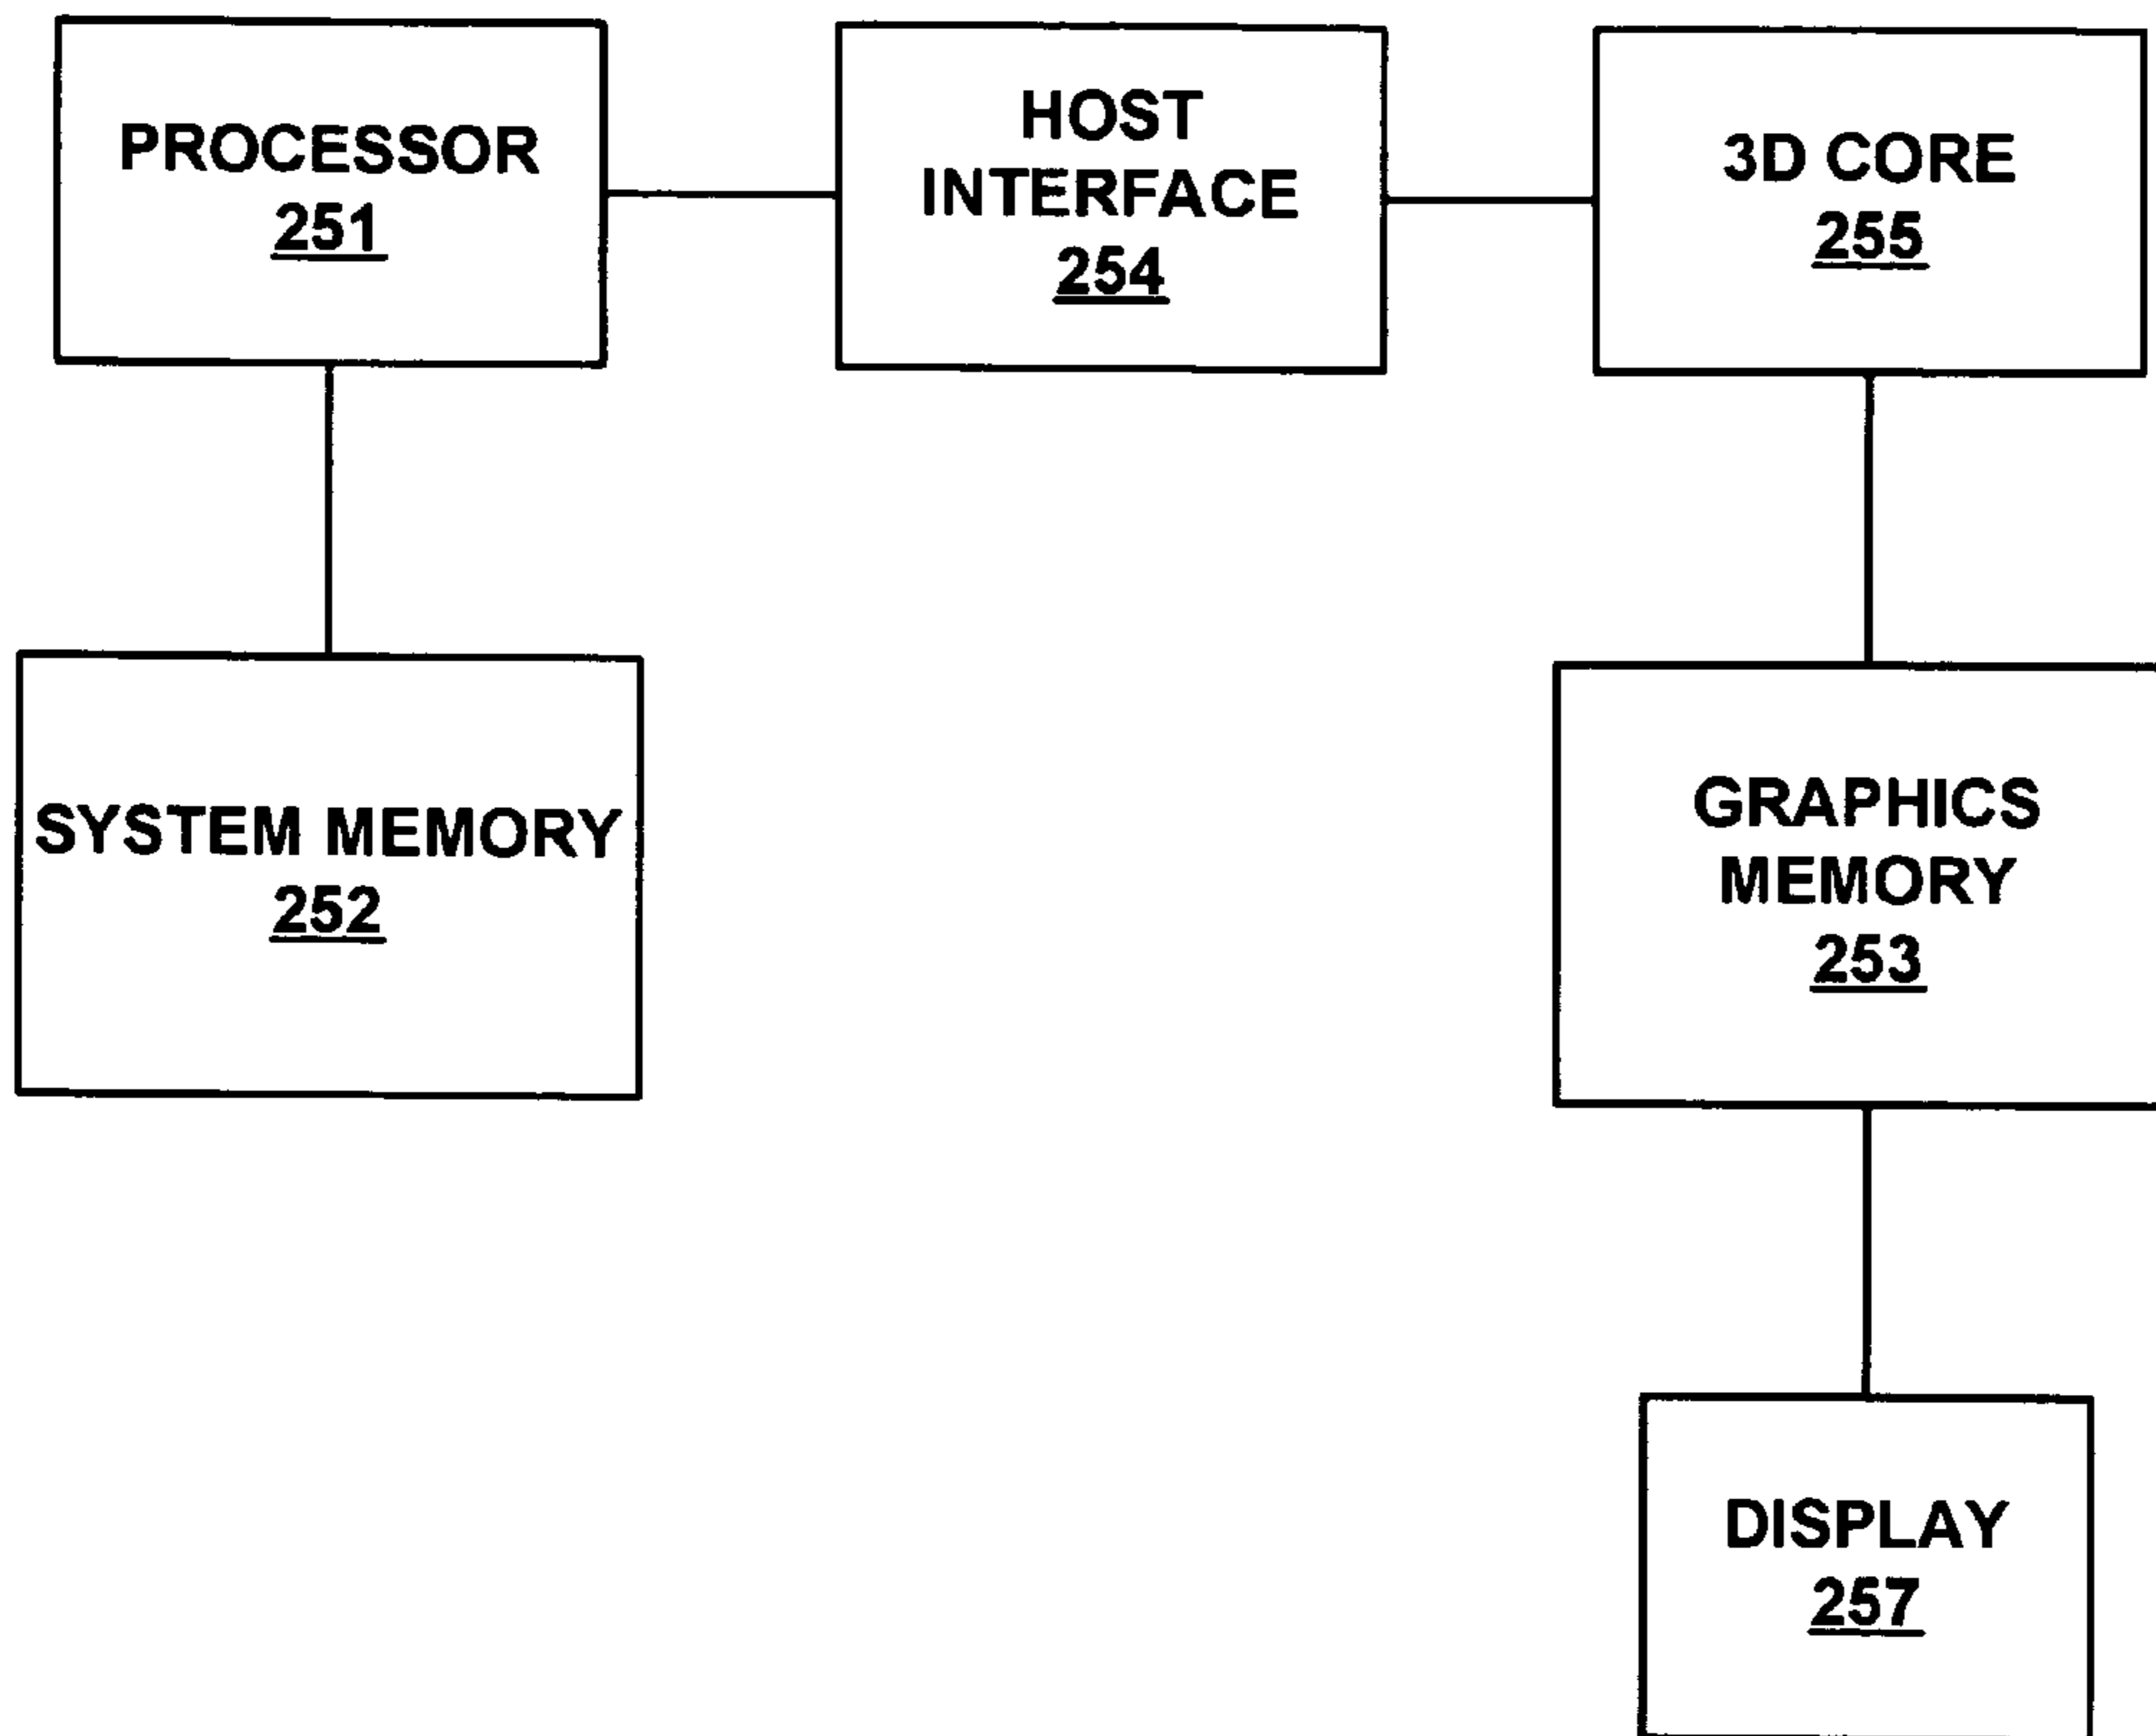 PROCESSOR
251
HOST
INTERFACE
254
3D CORE
255
SYSTEM MEMORY
252
GRAPHICS
MEMORY
253
DISPLAY
257